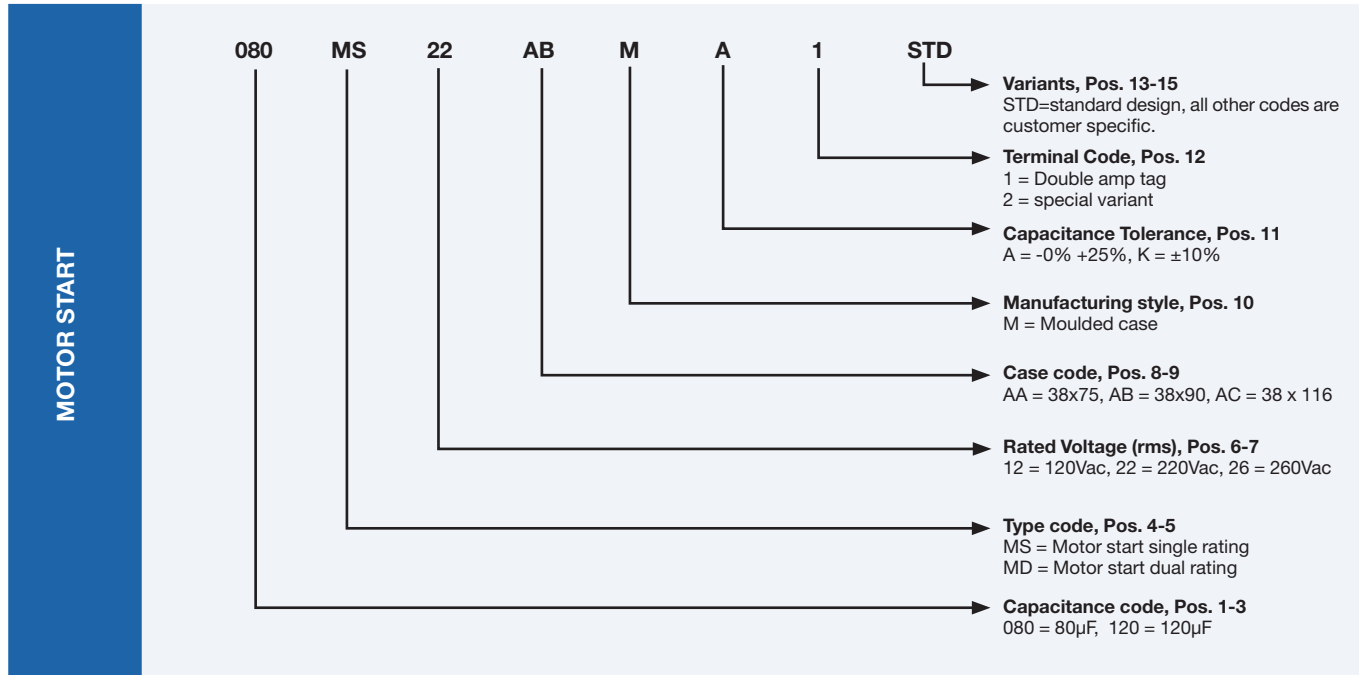 MOTOR START
080 MS 22 AB M A 1 STD
Variants, Pos. 13-15
STD=standard design, all other codes are
customer specific.
Terminal Code, Pos. 12
1 = Double amp tag
2 = special variant
Capacitance Tolerance, Pos. 11
A = -0% +25%, K = ±10%
Manufacturing style, Pos. 10
M = Moulded case
Case code, Pos. 8-9
AA = 38x75, AB = 38x90, AC = 38 x 116
Rated Voltage (rms), Pos. 6-7
12 = 120Vac, 22 = 220Vac, 26 = 260Vac
Type code, Pos. 4-5
MS = Motor start single rating
MD = Motor start dual rating
Capacitance code, Pos. 1-3
080 = 80µF, 120 = 120µF